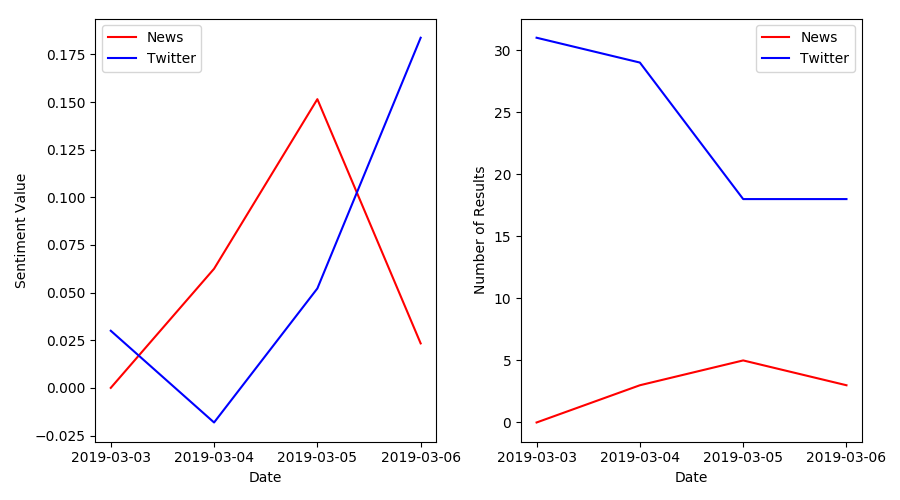 News
Twitter
0.175
0.150
0.125
0.100
0.075
0.050
0.025
0.000
−0.025
Sentiment Value
2019-03-03 2019-03-04 2019-03-05 2019-03-06
Date
News
Twitter
30
25
20
15
10
5
0
Number of Results
2019-03-03 2019-03-04 2019-03-05 2019-03-06
Date